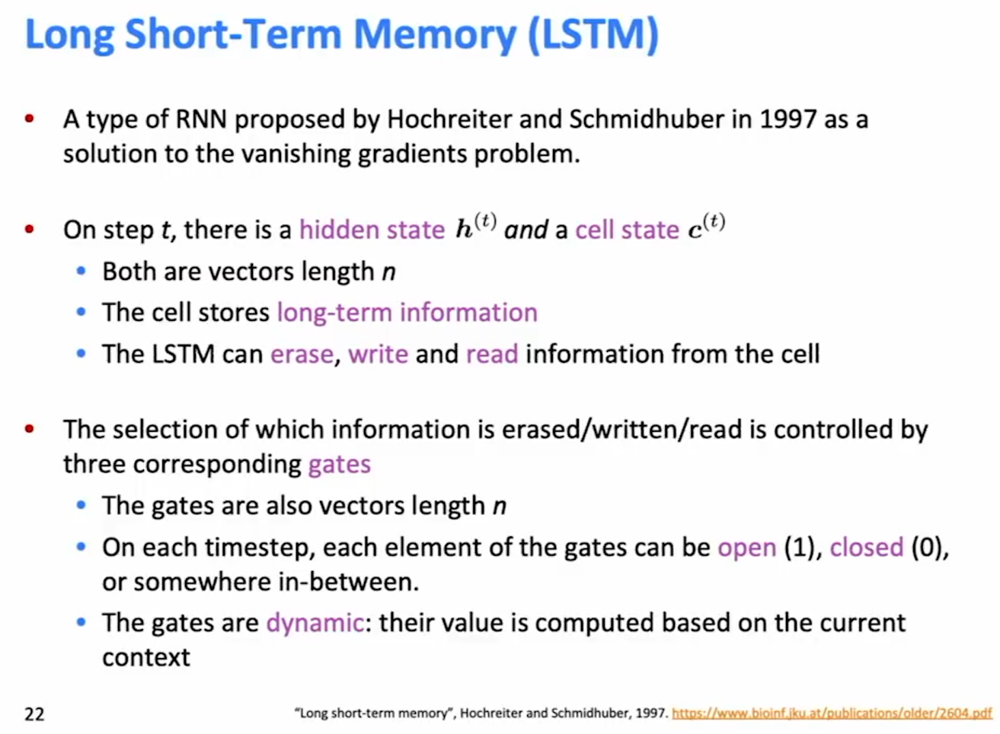 Long Short-Term Memory (LSTM)
• A type of RNN proposed by Hochreiter and Schmidhuber in 1997 as a
solution to the vanishing gradients problem.
• On step t, there is a hidden state h⁽ᵗ⁾ and a cell state c⁽ᵗ⁾
• Both are vectors length n
• The cell stores long-term information
• The LSTM can erase, write and read information from the cell
• The selection of which information is erased/written/read is controlled by
three corresponding gates
• The gates are also vectors length n
• On each timestep, each element of the gates can be open (1), closed (0),
or somewhere in-between.
• The gates are dynamic: their value is computed based on the current
context
22
“Long short-term memory”, Hochreiter and Schmidhuber, 1997. https://www.bioinf.jku.at/publications/older/2604.pdf